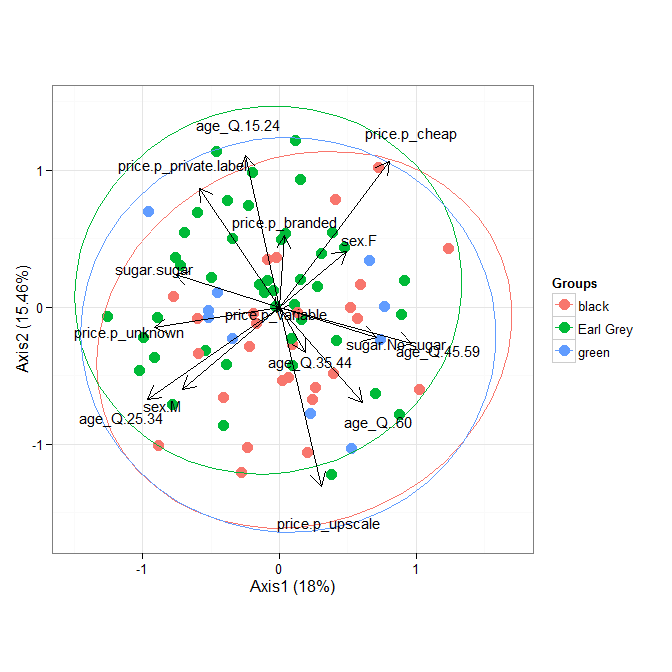 age_Q.15.24
price.p_cheap
price.p_private.label
price.p_branded
sex.F
sugar.sugar
price.p_variable
price.p_unknown
sugar.No.sugar
age_Q.45.59
age_Q.35.44
sex.M
age_Q.25.34
age_Q.60
price.p_upscale
1
0
-1
-1
0
1
Axis1 (18%)
Axis2 (15.46%)
Groups
black
Earl Grey
green